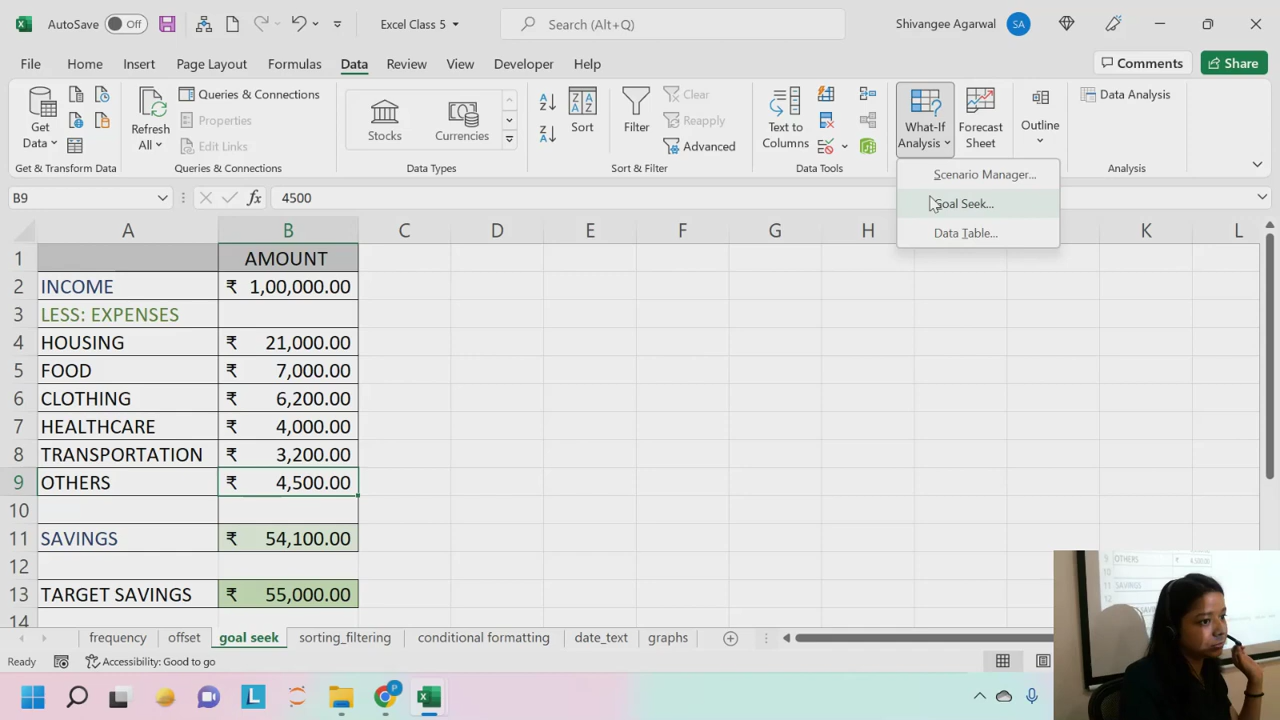 AutoSave Off Excel Class 5 Search (Alt+Q) Shivangee Agarwal SA
File Home Insert Page Layout Formulas Data Review View Developer Help Comments Share
Get Data Refresh All Queries & Connections Properties Edit Links Stocks Currencies Sort Filter Clear Reapply Advanced Text to Columns What-If Analysis Forecast Sheet Outline Data Analysis
Get & Transform Data Queries & Connections Data Types Sort & Filter Data Tools Analysis
Scenario Manager...
Goal Seek...
Data Table...
B9 fx 4500
A B C D E F G H K L
1 AMOUNT
2 INCOME ₹ 1,00,000.00
3 LESS: EXPENSES
4 HOUSING ₹ 21,000.00
5 FOOD ₹ 7,000.00
6 CLOTHING ₹ 6,200.00
7 HEALTHCARE ₹ 4,000.00
8 TRANSPORTATION ₹ 3,200.00
9 OTHERS ₹ 4,500.00
10
11 SAVINGS ₹ 54,100.00
12
13 TARGET SAVINGS ₹ 55,000.00
14
frequency offset goal seek sorting_filtering conditional formatting date_text graphs
Ready Accessibility: Good to go